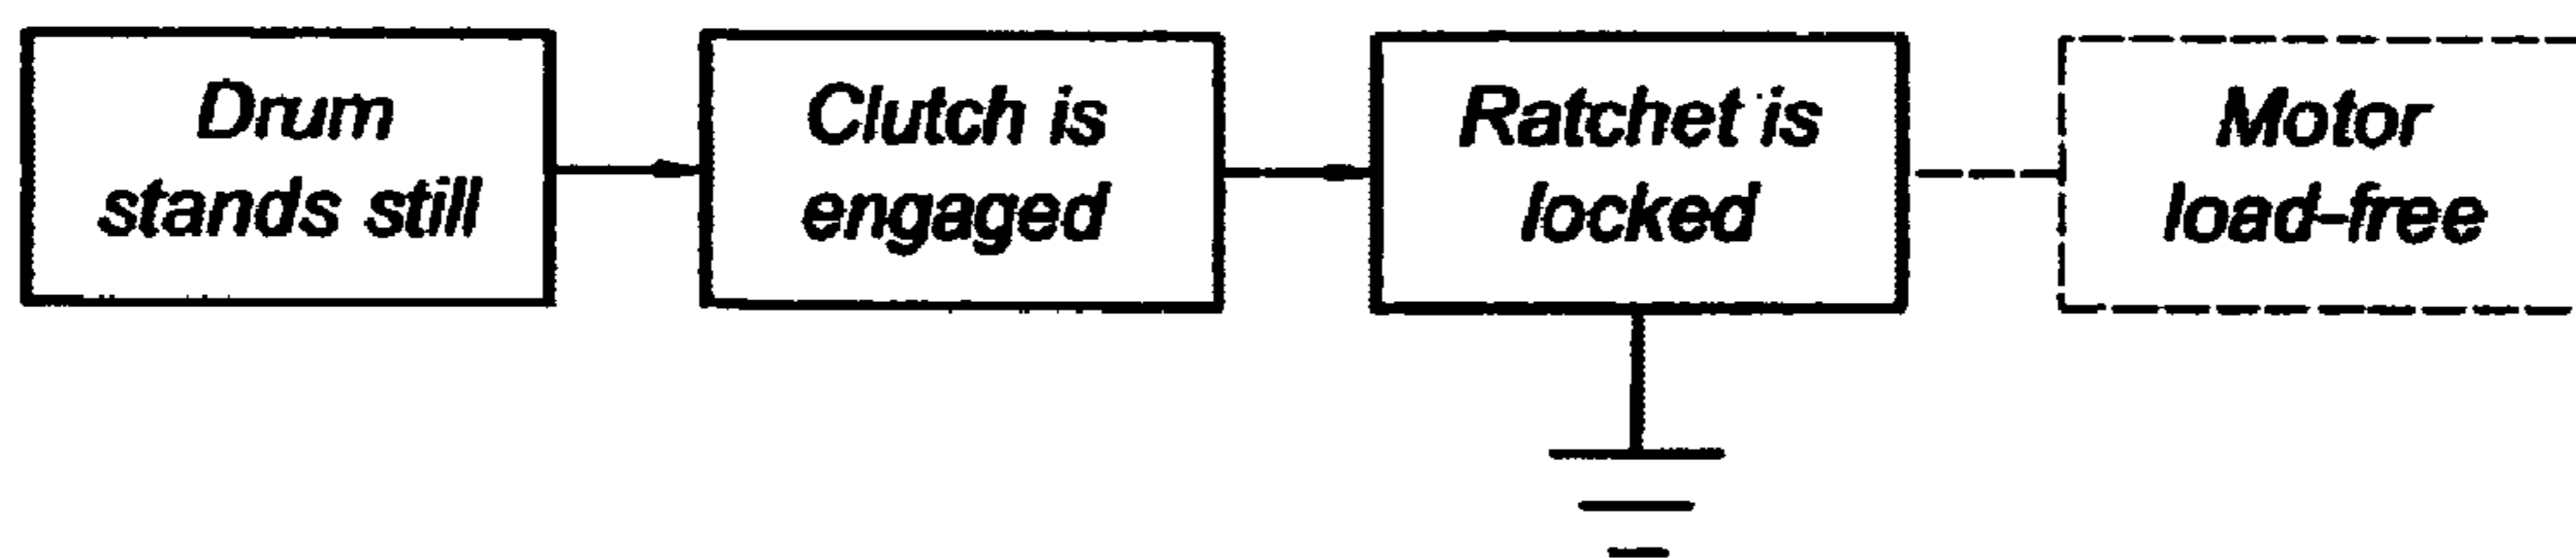 Drum
stands still
Clutch is
engaged
Ratchet is
locked
Motor
load-free